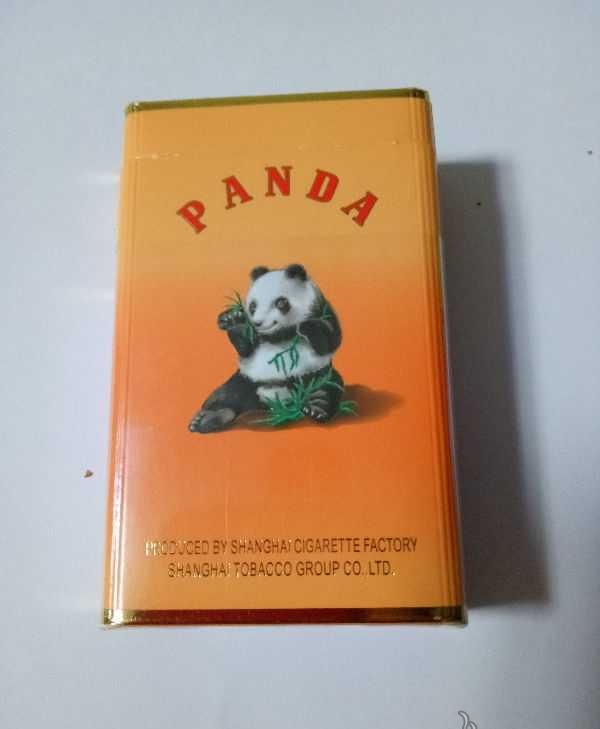 PANDA
PRODUCED BY SHANGHAI CIGARETTE FACTORY
SHANGHAI TOBACCO GROUP CO.,LTD.